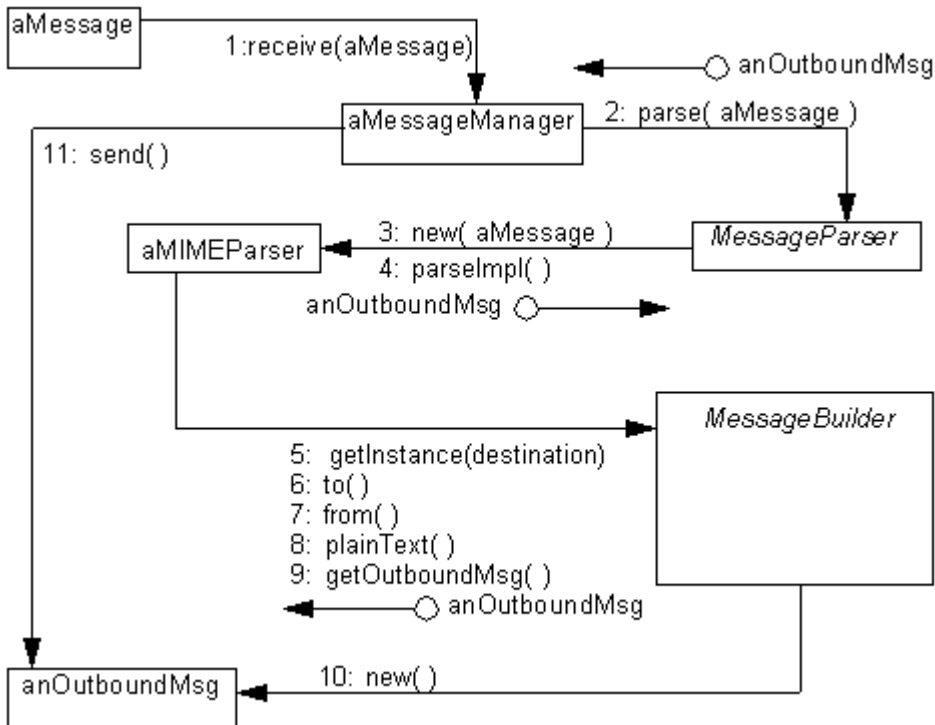 aMessage
1:receive(aMessage)
anOutboundMsg
aMessageManager
2: parse( aMessage )
11: send( )
aMIMEParser
3: new( aMessage )
MessageParser
4: parseImpl( )
anOutboundMsg
MessageBuilder
5: getInstance(destination)
6: to( )
7: from( )
8: plainText( )
9: getOutboundMsg( )
anOutboundMsg
10: new( )
anOutboundMsg